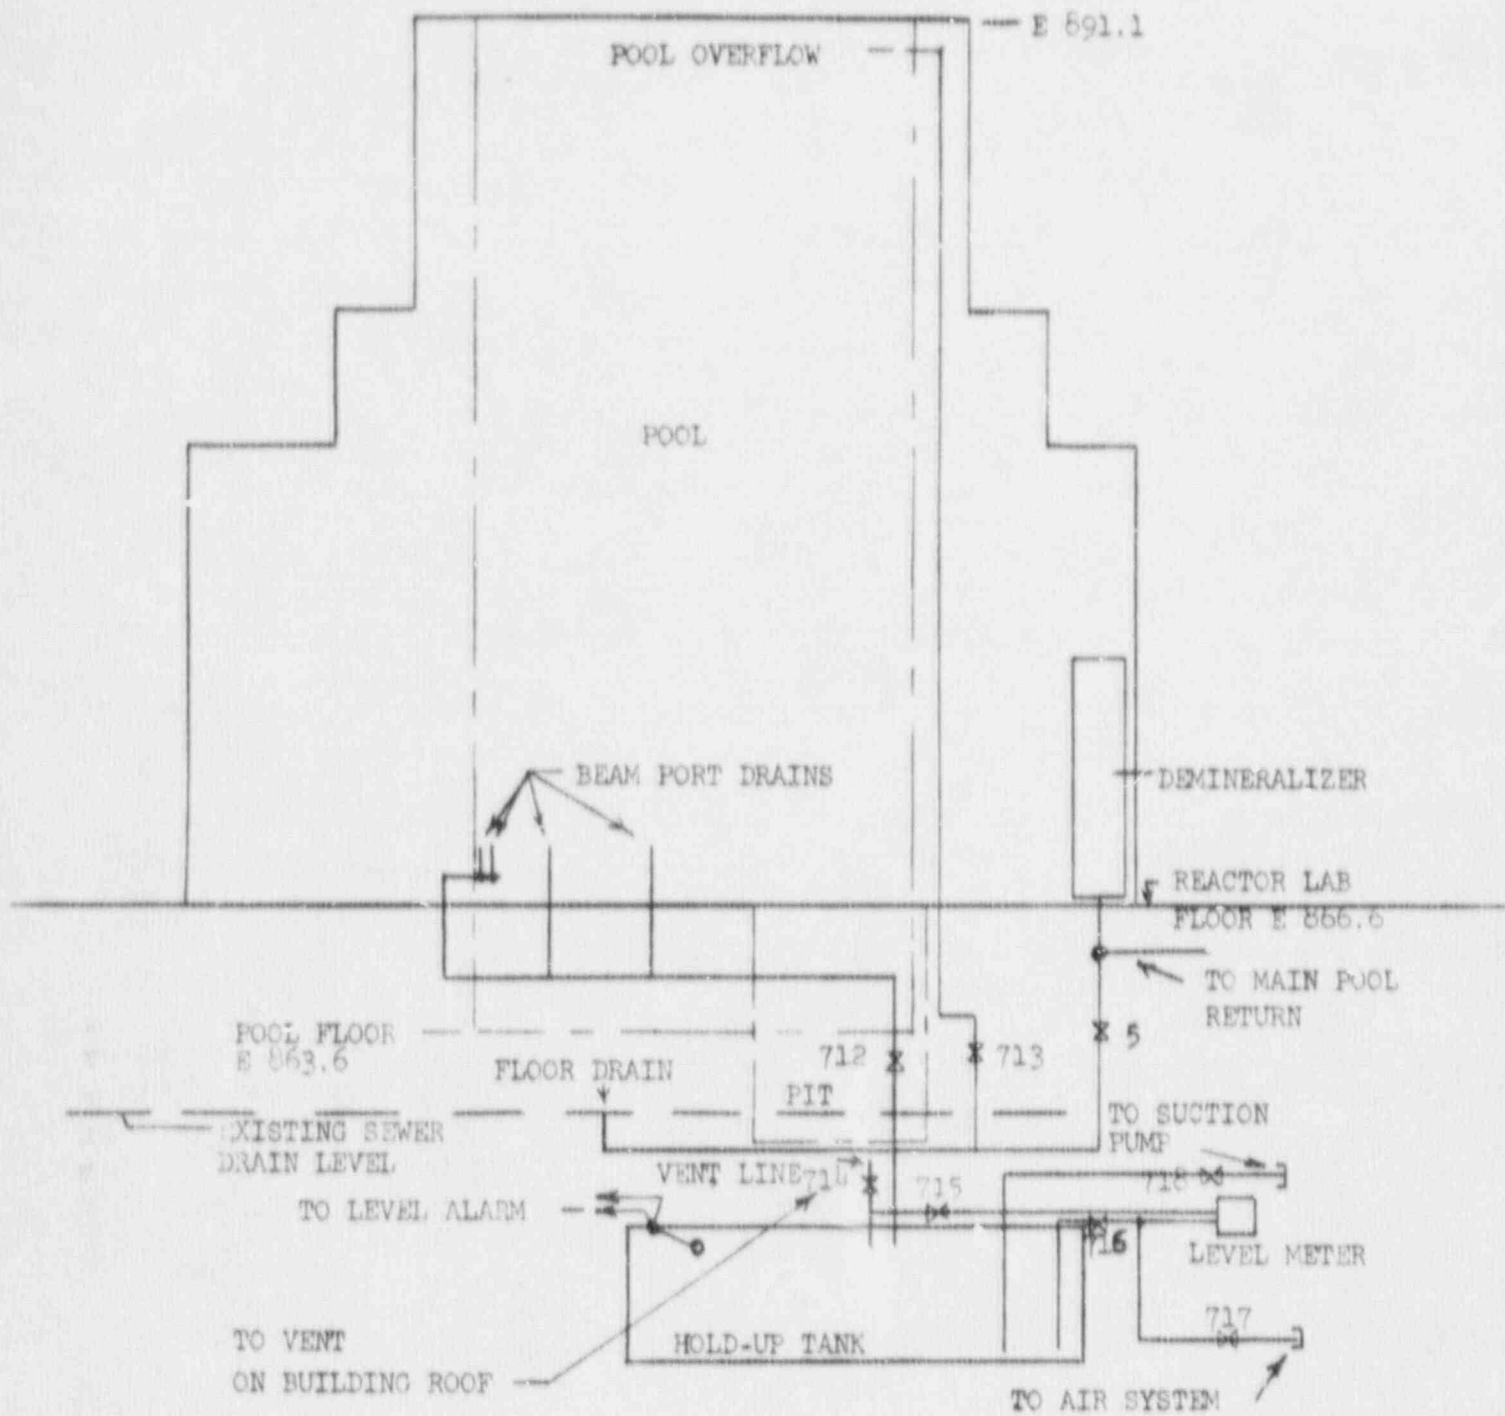 E 891.1
POOL OVERFLOW
POOL
BEAM PORT DRAINS
DEMINERALIZER
REACTOR LAB
FLOOR E 866.6
TO MAIN POOL
RETURN
POOL FLOOR
E 863.6
712
713
5
FLOOR DRAIN
PIT
EXISTING SEWER
DRAIN LEVEL
TO SUCTION
PUMP
VENT LINE
714
715
718
TO LEVEL ALARM
716
LEVEL METER
717
TO VENT
ON BUILDING ROOF
HOLD-UP TANK
TO AIR SYSTEM